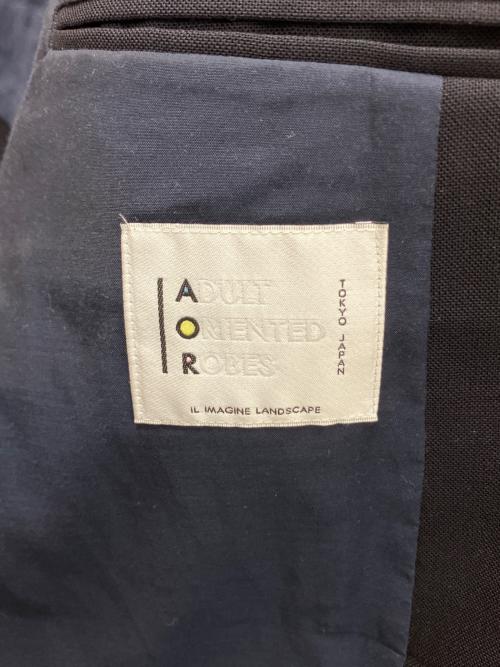 ADULT
ORIENTED
ROBES
TOKYO JAPAN
IL IMAGINE LANDSCAPE